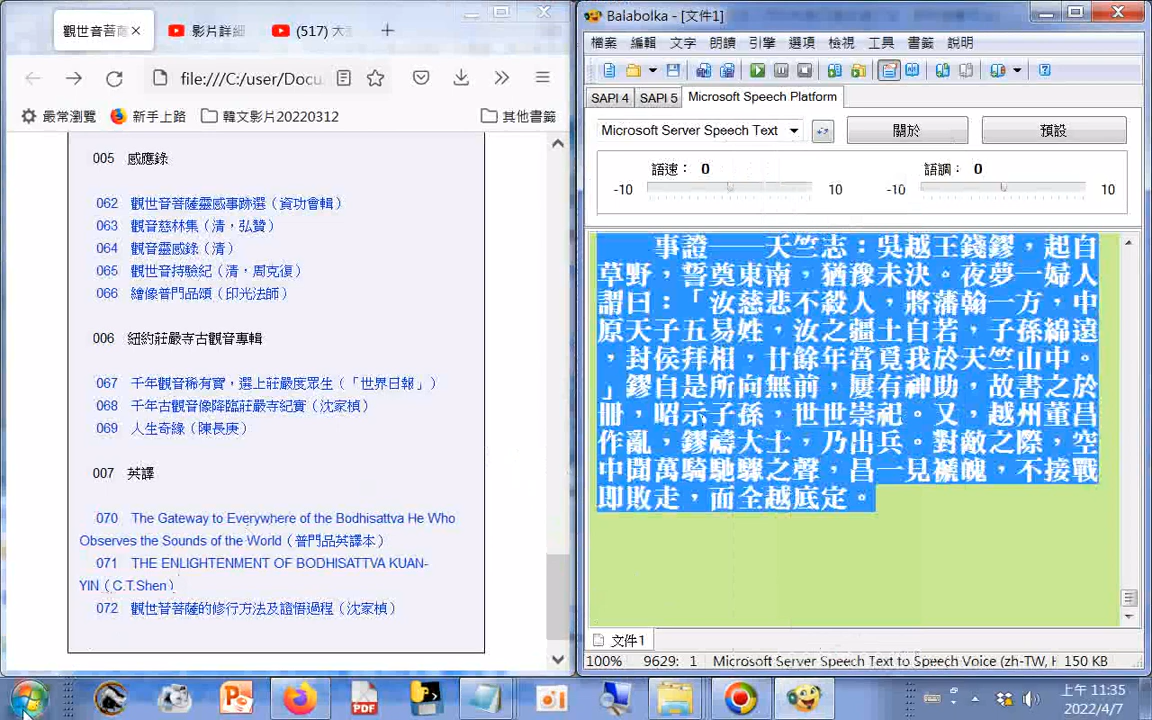 觀世音菩薩
影片詳細
(517) 大
file:///C:/user/Docu
最常瀏覽
新手上路
韓文影片20220312
其他書籤
005 感應錄
062 觀世音菩薩靈感事跡選（資功會輯）
063 觀音慈林集（清，弘贊）
064 觀音靈感錄（清）
065 觀世音持驗紀（清，周克復）
066 繪像普門品頌（印光法師）
006 紐約莊嚴寺古觀音專輯
067 千年觀音稀有寶，選上莊嚴度眾生（「世界日報」）
068 千年古觀音像降臨莊嚴寺紀實（沈家楨）
069 人生奇緣（陳長庚）
007 英譯
070 The Gateway to Everywhere of the Bodhisattva He Who
Observes the Sounds of the World（普門品英譯本）
071 THE ENLIGHTENMENT OF BODHISATTVA KUAN-
YIN（C.T.Shen）
072 觀世音菩薩的修行方法及證悟過程（沈家楨）
Balabolka - [文件1]
檔案 編輯 文字 朗讀 引擎 選項 檢視 工具 書籤 說明
SAPI 4 SAPI 5 Microsoft Speech Platform
Microsoft Server Speech Text
關於
預設
語速： 0
語調： 0
-10 10
-10 10
事證——天竺志：吳越王錢鏐，起自
草野，誓奠東南，猶豫未決。夜夢一婦人
謂曰：「汝慈悲不殺人，將藩翰一方，中
原天子五易姓，汝之疆土自若，子孫綿遠
，封侯拜相，廿餘年當覓我於天竺山中。
」鏐自是所向無前，屢有神助，故書之於
冊，昭示子孫，世世崇祀。又，越州董昌
作亂，鏐禱大士，乃出兵。對敵之際，空
中聞萬騎馳驟之聲，昌一見褫魄，不接戰
即敗走，而全越底定。
文件1
100% 9629: 1 Microsoft Server Speech Text to Speech Voice (zh-TW, H 150 KB
上午 11:35
2022/4/7